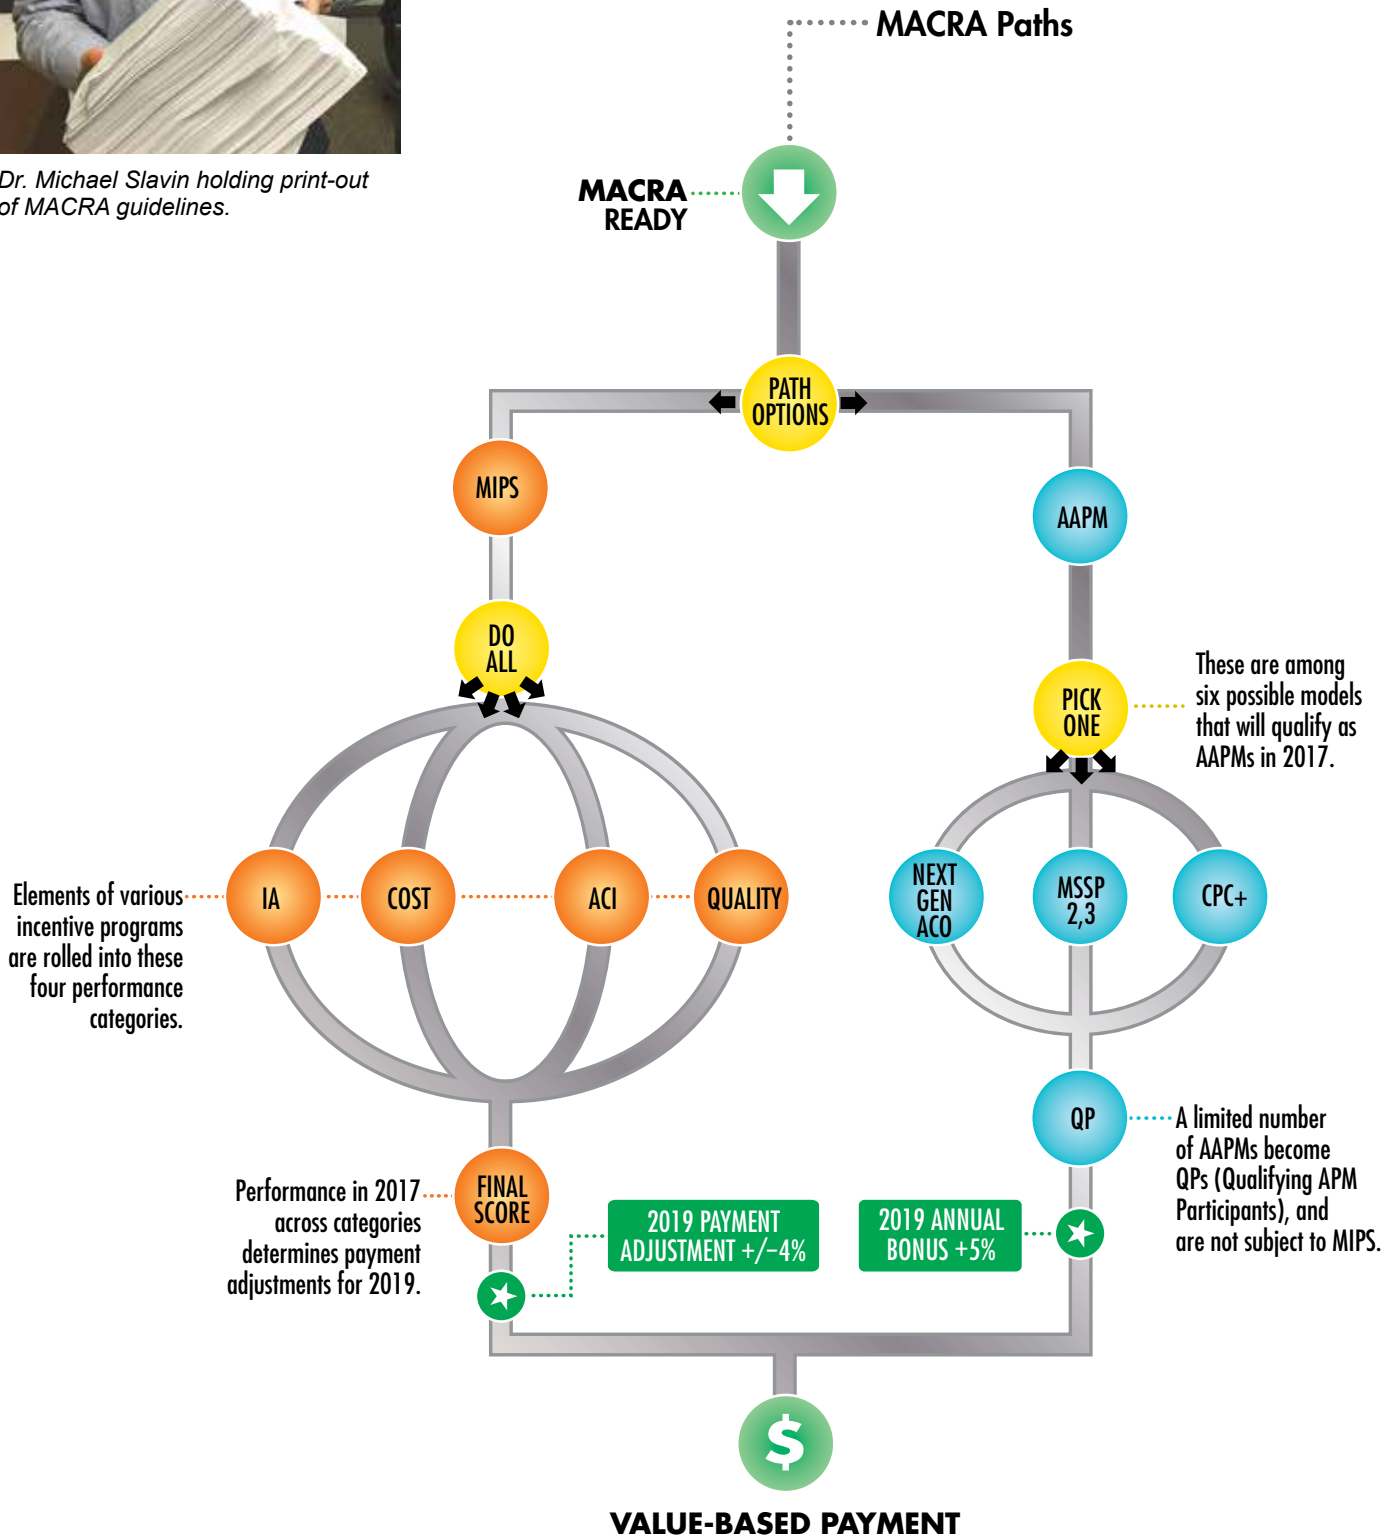 MACRA Paths
Dr. Michael Slavin holding print-out
of MACRA guidelines.
MACRA
READY
PATH
OPTIONS
MIPS
AAPM
DO
ALL
PICK
ONE
These are among
six possible models
that will qualify as
AAPMs in 2017.
Elements of various
incentive programs
are rolled into these
four performance
categories.
IA
COST
ACI
QUALITY
NEXT
GEN
ACO
MSSP
2,3
CPC+
QP
A limited number
of AAPMs become
QPs (Qualifying APM
Participants), and
are not subject to MIPS.
Performance in 2017
across categories
determines payment
adjustments for 2019.
FINAL
SCORE
2019 PAYMENT
ADJUSTMENT +/−4%
2019 ANNUAL
BONUS +5%
$
VALUE-BASED PAYMENT